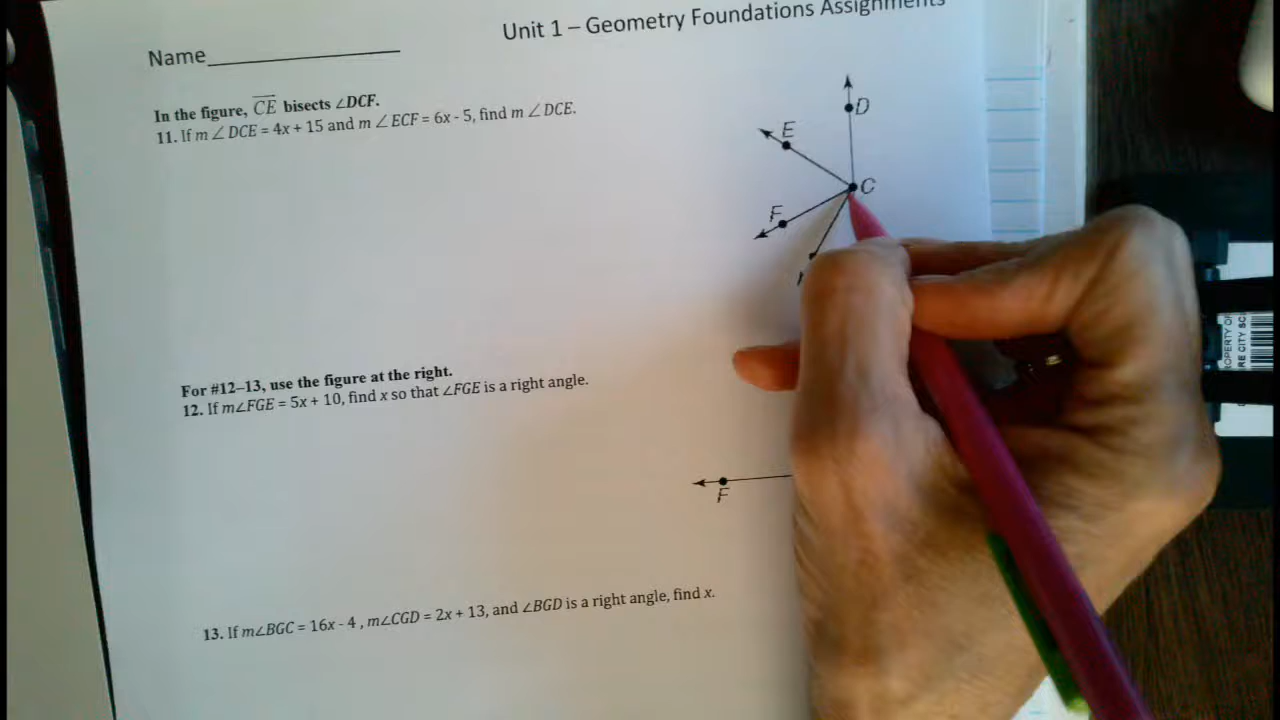 Unit 1 – Geometry Foundations Assignments
Name
In the figure, CE bisects ∠DCF.
11. If m ∠ DCE = 4x + 15 and m ∠ ECF = 6x - 5, find m ∠ DCE.
D
E
C
F
For #12–13, use the figure at the right.
12. If m∠FGE = 5x + 10, find x so that ∠FGE is a right angle.
F
13. If m∠BGC = 16x - 4 , m∠CGD = 2x + 13, and ∠BGD is a right angle, find x.